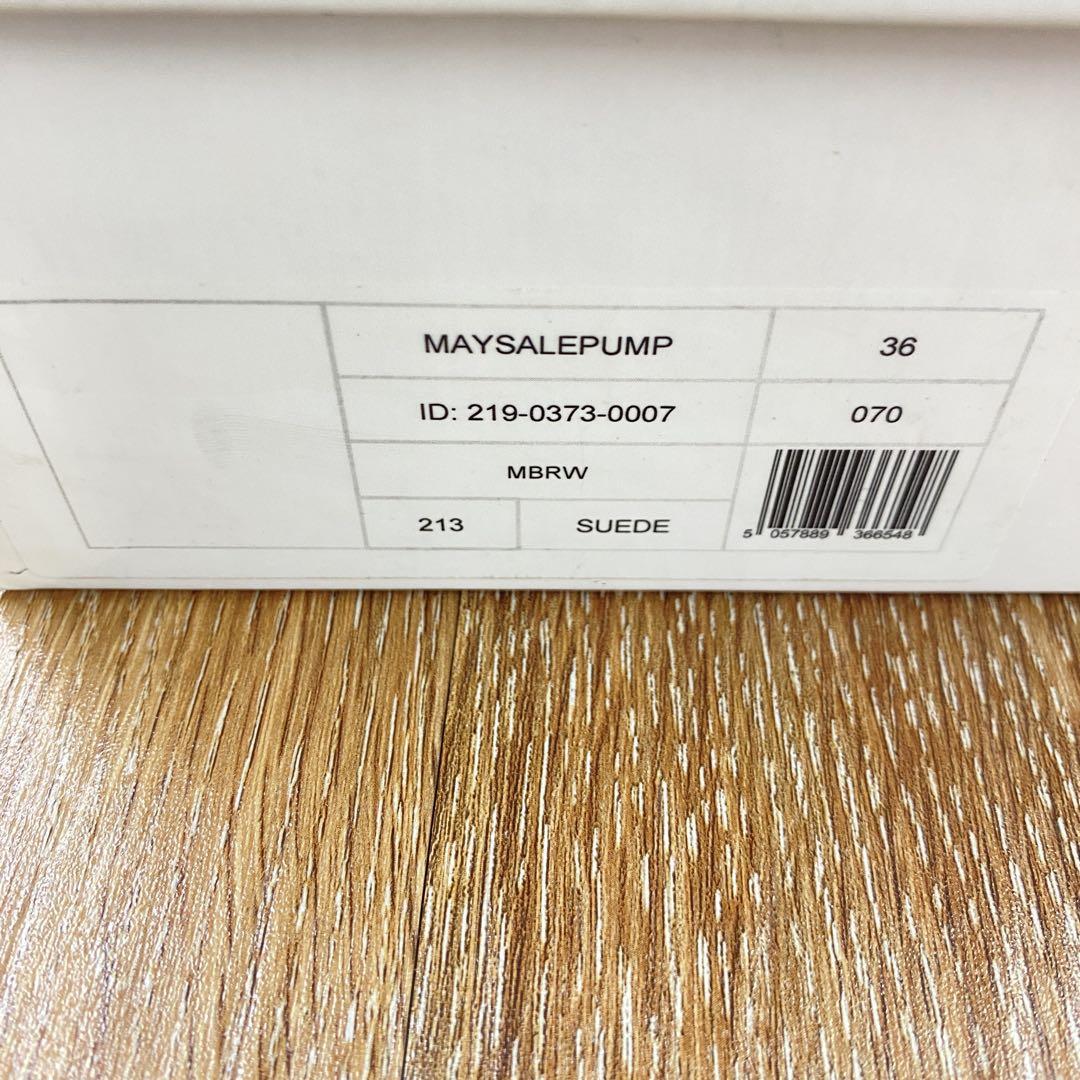 MAYSALEPUMP 36
ID: 219-0373-0007 070
MBRW
213 SUEDE
5 057889 366548